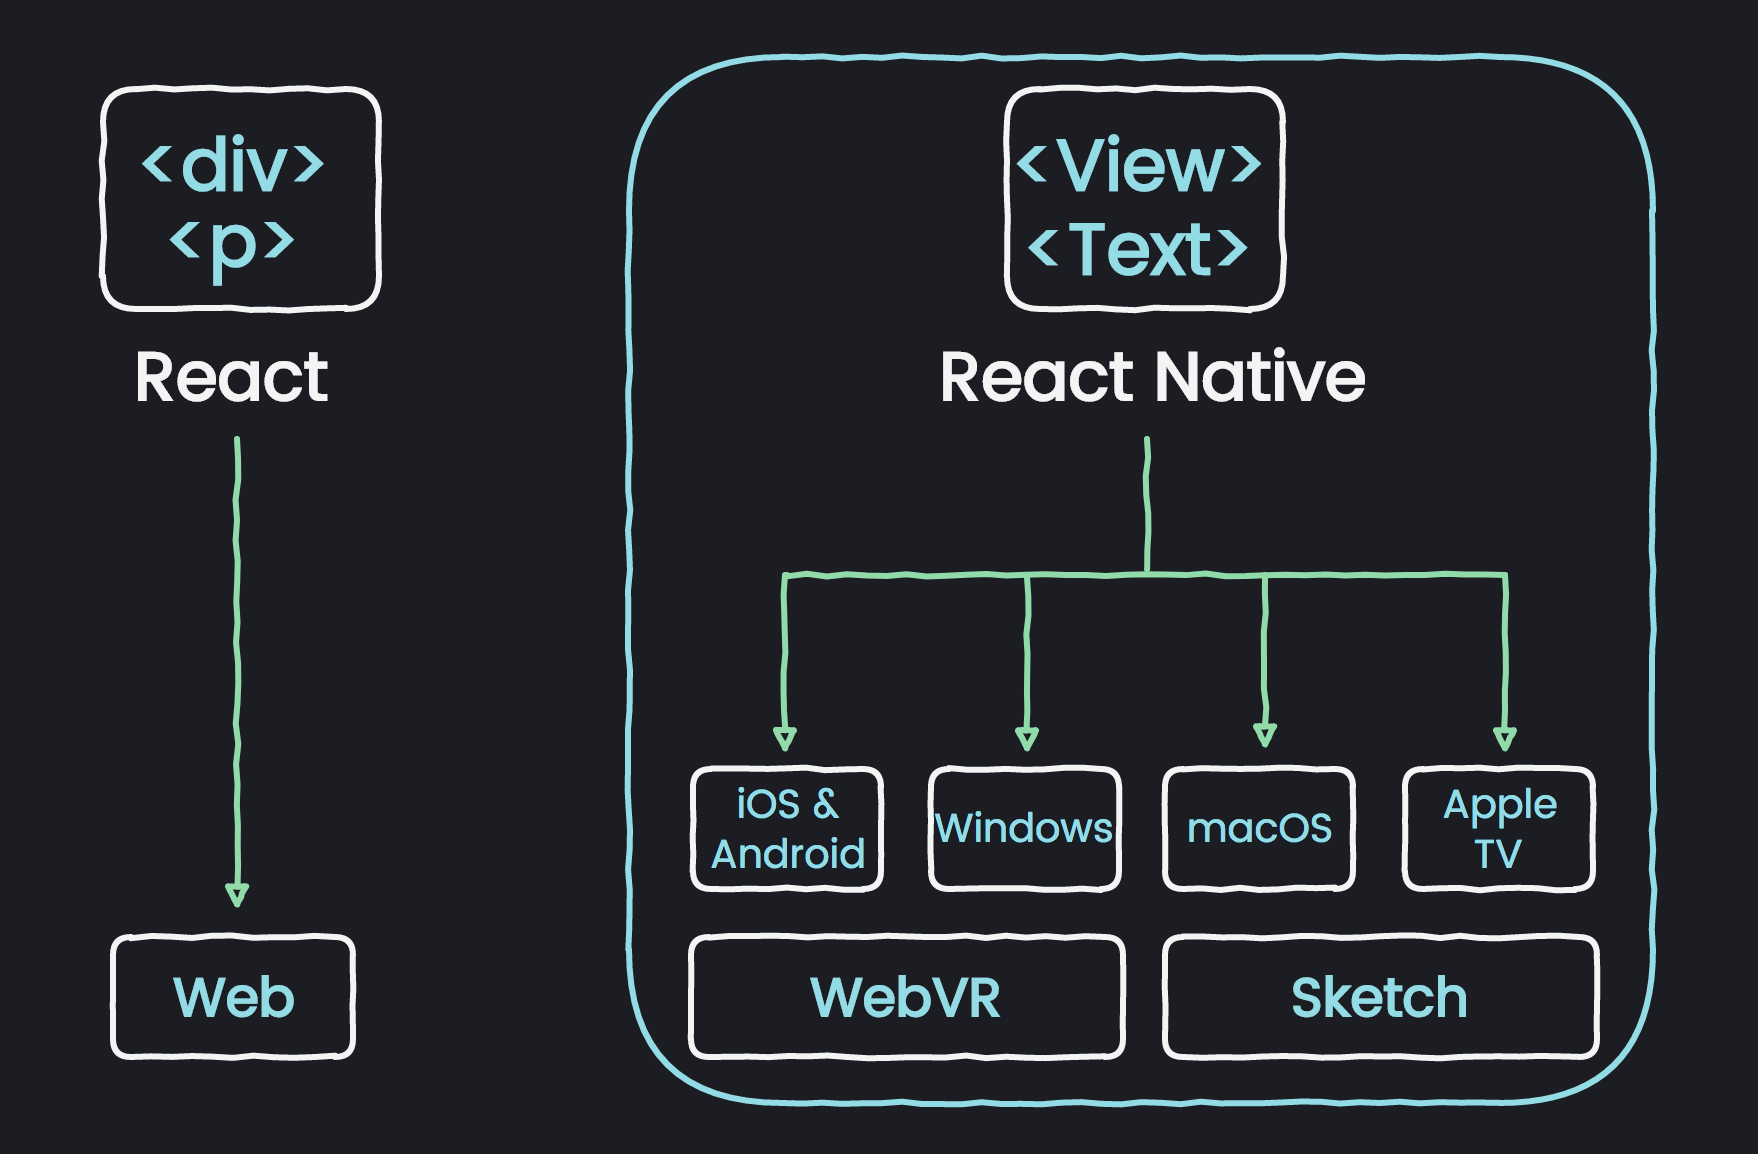 <div>
<p>
React
Web
<View>
<Text>
React Native
iOS &
Android
Windows
macOS
Apple
TV
WebVR
Sketch